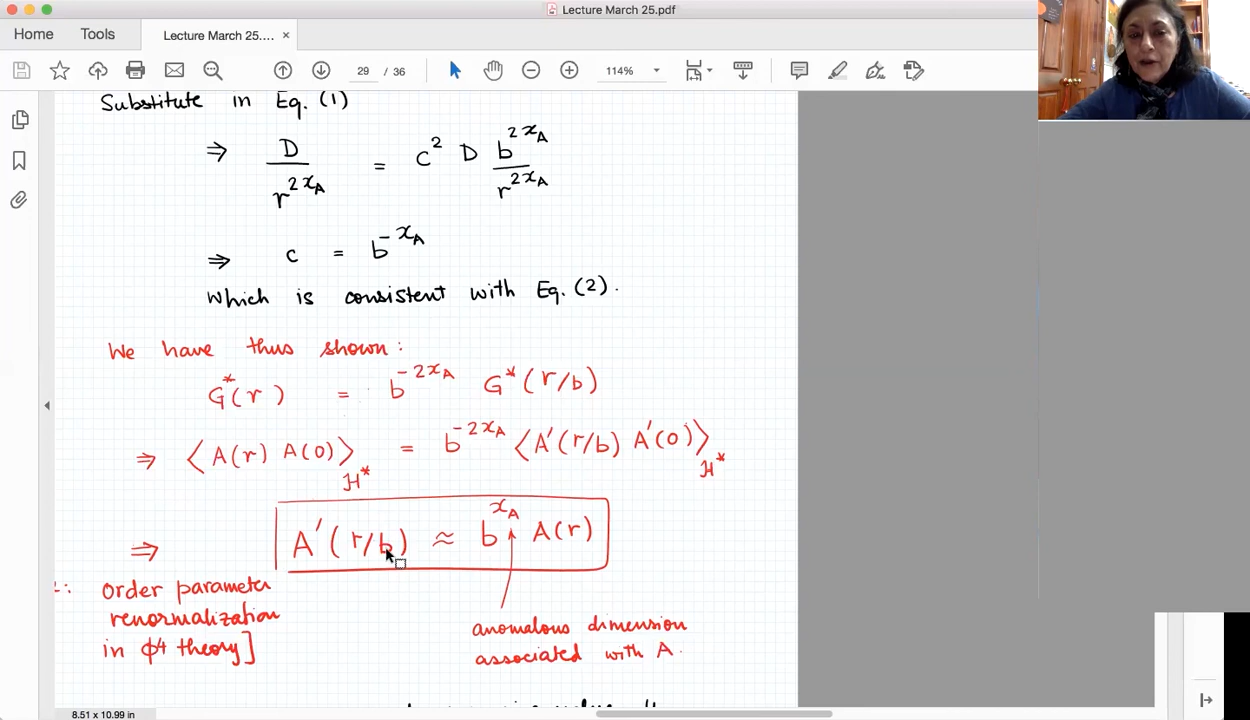 Lecture March 25.pdf
Home Tools Lecture March 25.... ×
29 / 36 114%
Substitute in Eq. (1)
⇒ D / r^{2x_A} = c² D b^{2x_A} / r^{2x_A}
⇒ c = b^{-x_A}
which is consistent with Eq. (2).
We have thus shown:
G*(r) = b^{-2x_A} G*(r/b)
⇒ ⟨A(r) A(0)⟩_{H*} = b^{-2x_A} ⟨A′(r/b) A′(0)⟩_{H*}
⇒ A′(r/b) ≈ b^{x_A} A(r)
: order parameter
renormalization
in φ4 theory]
anomalous dimension
associated with A.
8.51 x 10.99 in